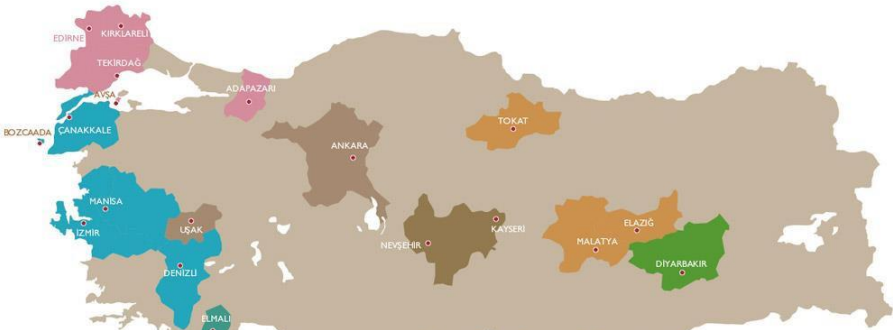 EDİRNE
KIRKLARELİ
TEKİRDAĞ
ADAPAZARI
AVŞA
BOZCAADA
ÇANAKKALE
TOKAT
ANKARA
MANİSA
İZMİR
UŞAK
DENİZLİ
NEVŞEHİR
KAYSERİ
ELAZIĞ
MALATYA
DİYARBAKIR
ELMALI